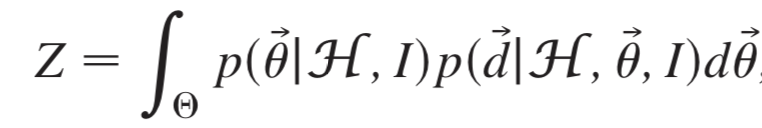 Z = ∫_Θ p(θ⃗|ℋ, I)p(d⃗|ℋ, θ⃗, I)dθ⃗,